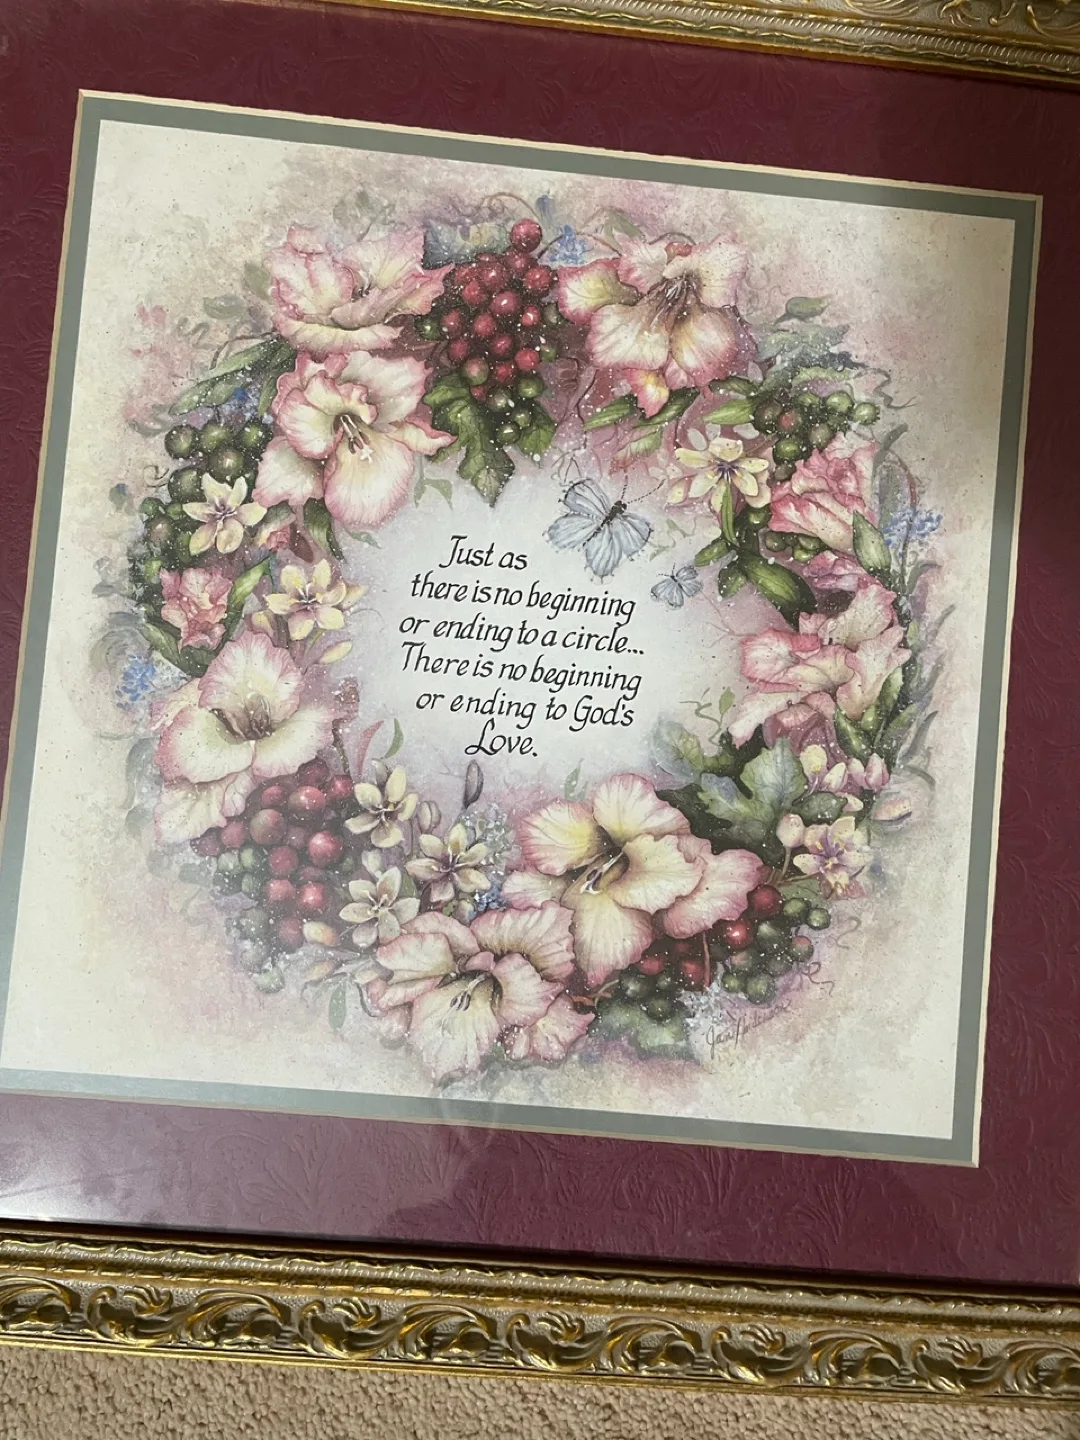 Just as
there is no beginning
or ending to a circle...
There is no beginning
or ending to God's
Love.